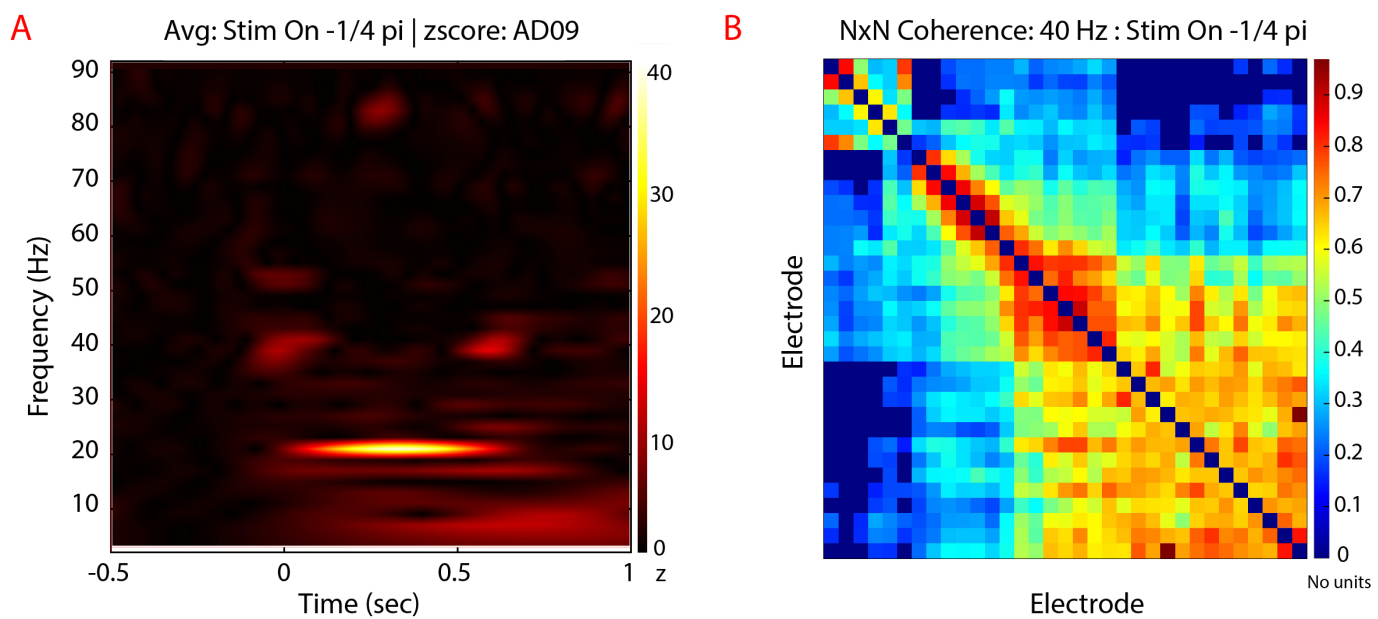 A
Avg: Stim On -1/4 pi | zscore: AD09
Frequency (Hz)
90
80
70
60
50
40
30
20
10
-0.5
0
0.5
1
z
Time (sec)
40
30
20
10
0
B
NxN Coherence: 40 Hz : Stim On -1/4 pi
Electrode
Electrode
0.9
0.8
0.7
0.6
0.5
0.4
0.3
0.2
0.1
0
No units